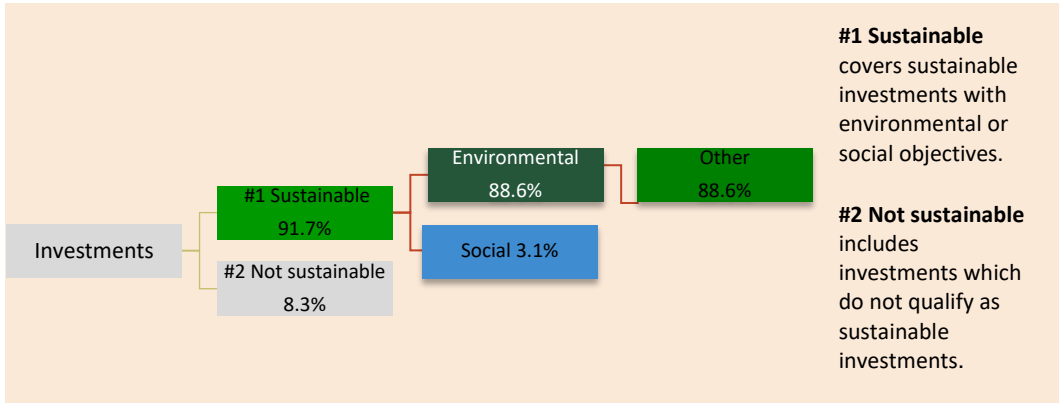 Investments
#1 Sustainable
91.7%
#2 Not sustainable
8.3%
Environmental
88.6%
Social 3.1%
Other
88.6%
#1 Sustainable
covers sustainable
investments with
environmental or
social objectives.
#2 Not sustainable
includes
investments which
do not qualify as
sustainable
investments.